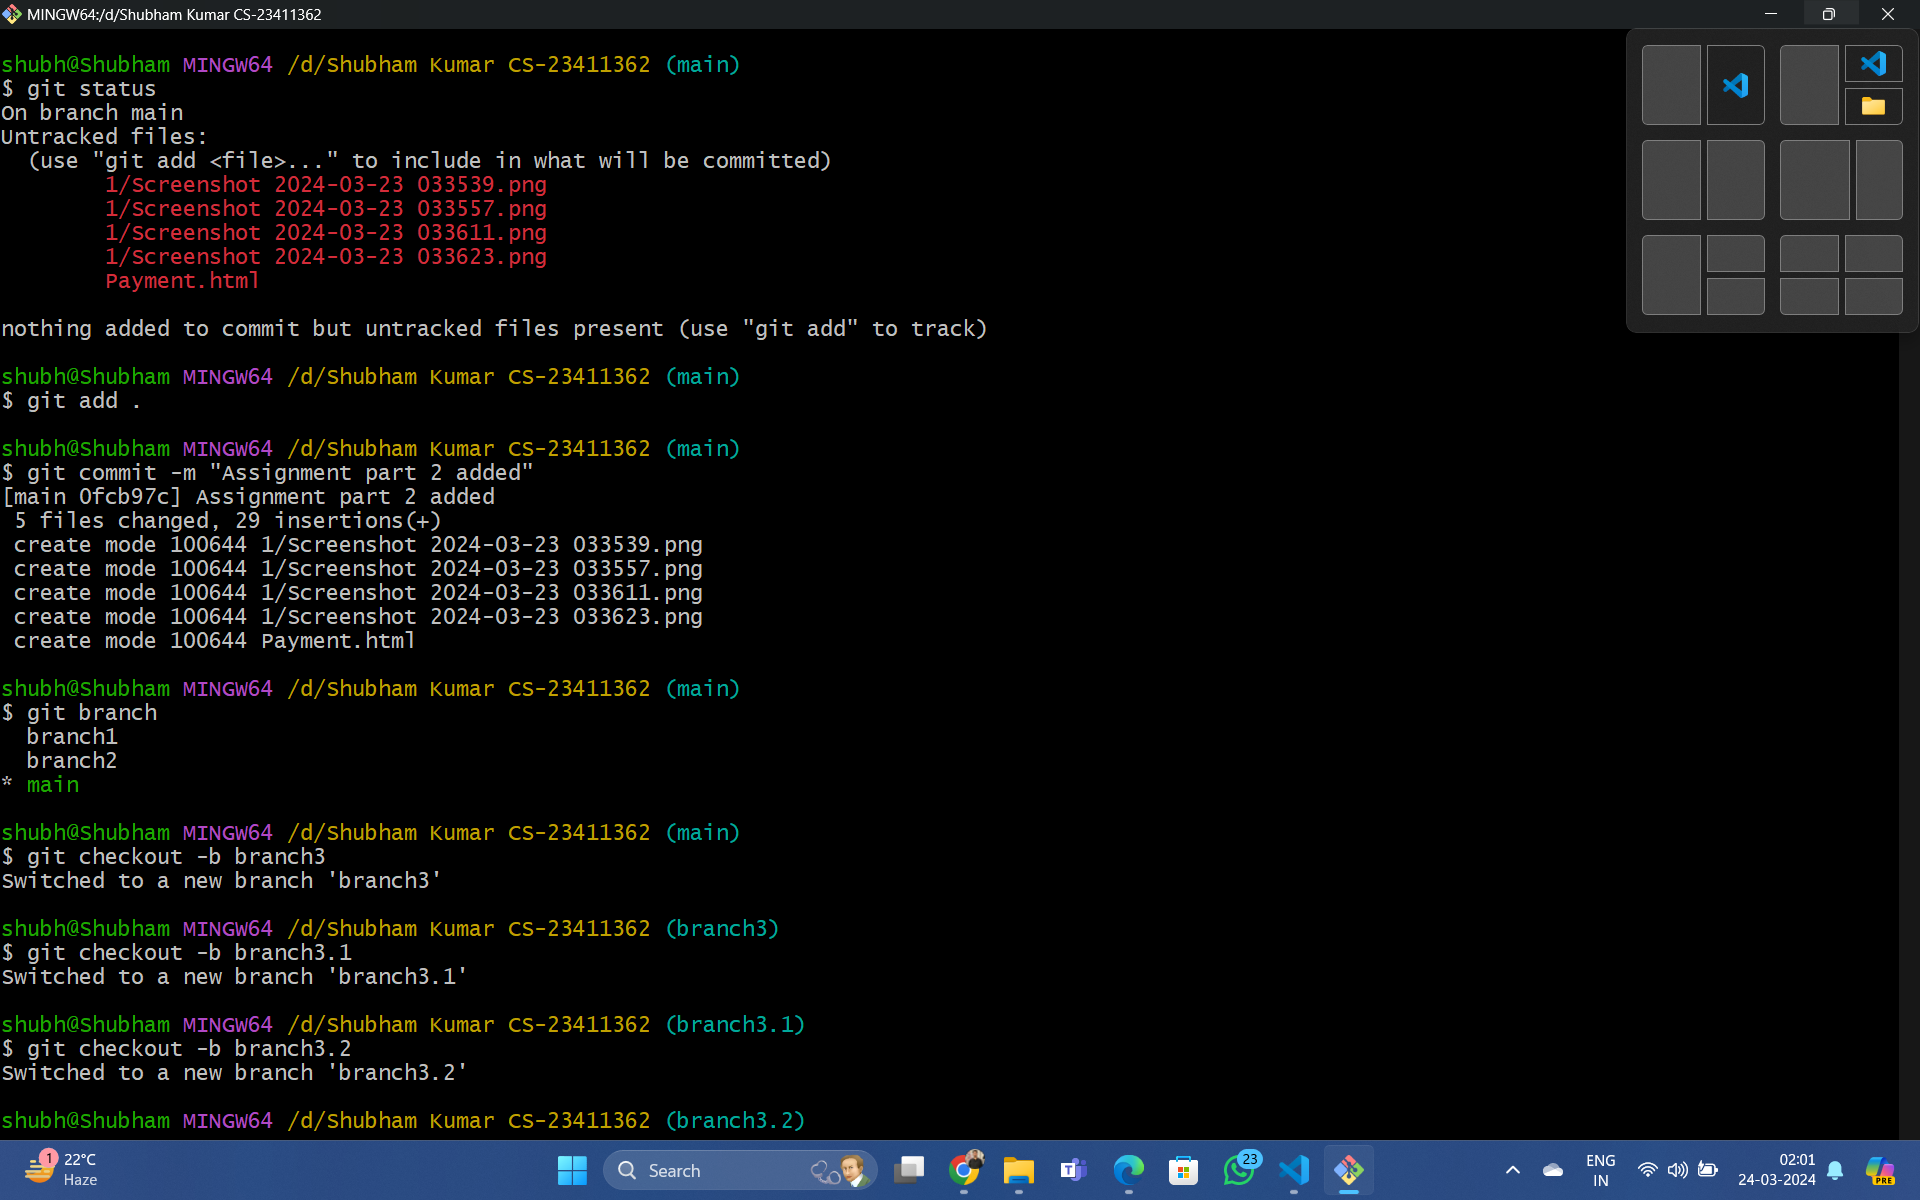 MINGW64:/d/Shubham Kumar CS-23411362
shubh@Shubham MINGW64 /d/Shubham Kumar CS-23411362 (main)
$ git status
On branch main
Untracked files:
  (use "git add <file>..." to include in what will be committed)
        1/Screenshot 2024-03-23 033539.png
        1/Screenshot 2024-03-23 033557.png
        1/Screenshot 2024-03-23 033611.png
        1/Screenshot 2024-03-23 033623.png
        Payment.html
nothing added to commit but untracked files present (use "git add" to track)
shubh@Shubham MINGW64 /d/Shubham Kumar CS-23411362 (main)
$ git add .
shubh@Shubham MINGW64 /d/Shubham Kumar CS-23411362 (main)
$ git commit -m "Assignment part 2 added"
[main 0fcb97c] Assignment part 2 added
 5 files changed, 29 insertions(+)
 create mode 100644 1/Screenshot 2024-03-23 033539.png
 create mode 100644 1/Screenshot 2024-03-23 033557.png
 create mode 100644 1/Screenshot 2024-03-23 033611.png
 create mode 100644 1/Screenshot 2024-03-23 033623.png
 create mode 100644 Payment.html
shubh@Shubham MINGW64 /d/Shubham Kumar CS-23411362 (main)
$ git branch
  branch1
  branch2
* main
shubh@Shubham MINGW64 /d/Shubham Kumar CS-23411362 (main)
$ git checkout -b branch3
Switched to a new branch 'branch3'
shubh@Shubham MINGW64 /d/Shubham Kumar CS-23411362 (branch3)
$ git checkout -b branch3.1
Switched to a new branch 'branch3.1'
shubh@Shubham MINGW64 /d/Shubham Kumar CS-23411362 (branch3.1)
$ git checkout -b branch3.2
Switched to a new branch 'branch3.2'
shubh@Shubham MINGW64 /d/Shubham Kumar CS-23411362 (branch3.2)
1
22°C
Haze
Search
23
ENG
IN
02:01
24-03-2024
PRE